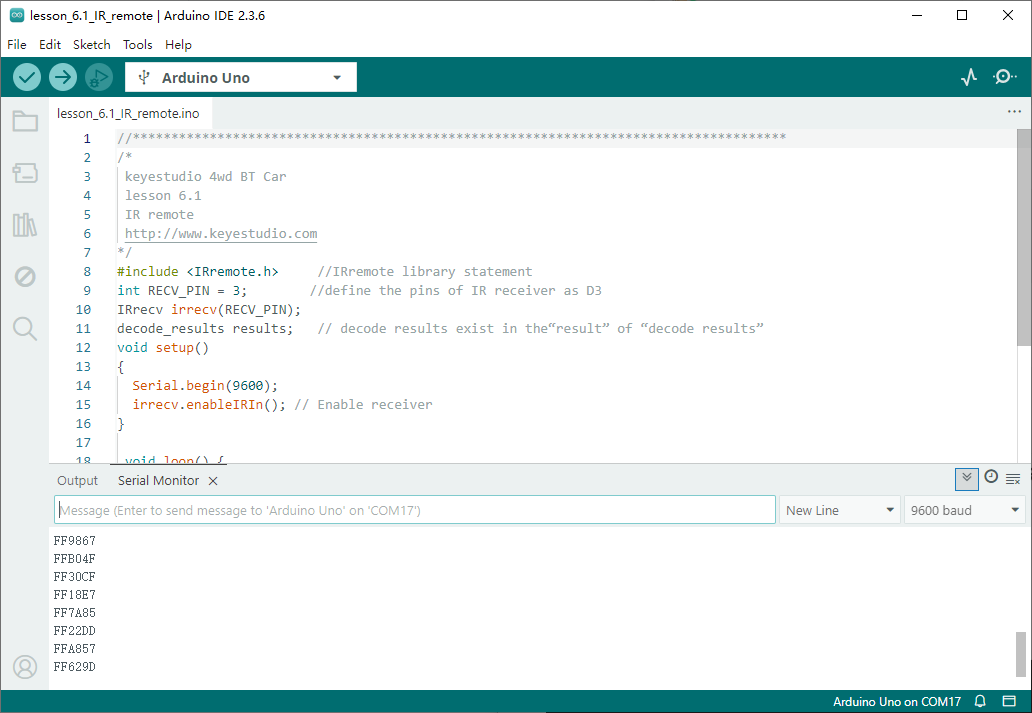 lesson_6.1_IR_remote | Arduino IDE 2.3.6
File Edit Sketch Tools Help
Arduino Uno
lesson_6.1_IR_remote.ino
1 //*************************************************************************************
2 /*
3 keyestudio 4wd BT Car
4 lesson 6.1
5 IR remote
6 http://www.keyestudio.com
7 */
8 #include <IRremote.h> //IRremote library statement
9 int RECV_PIN = 3; //define the pins of IR receiver as D3
10 IRrecv irrecv(RECV_PIN);
11 decode_results results; // decode results exist in the“result” of “decode results”
12 void setup()
13 {
14 Serial.begin(9600);
15 irrecv.enableIRIn(); // Enable receiver
16 }
17
18 void loop() {
Output Serial Monitor
Message (Enter to send message to 'Arduino Uno' on 'COM17')
New Line
9600 baud
FF9867
FFB04F
FF30CF
FF18E7
FF7A85
FF22DD
FFA857
FF629D
Arduino Uno on COM17